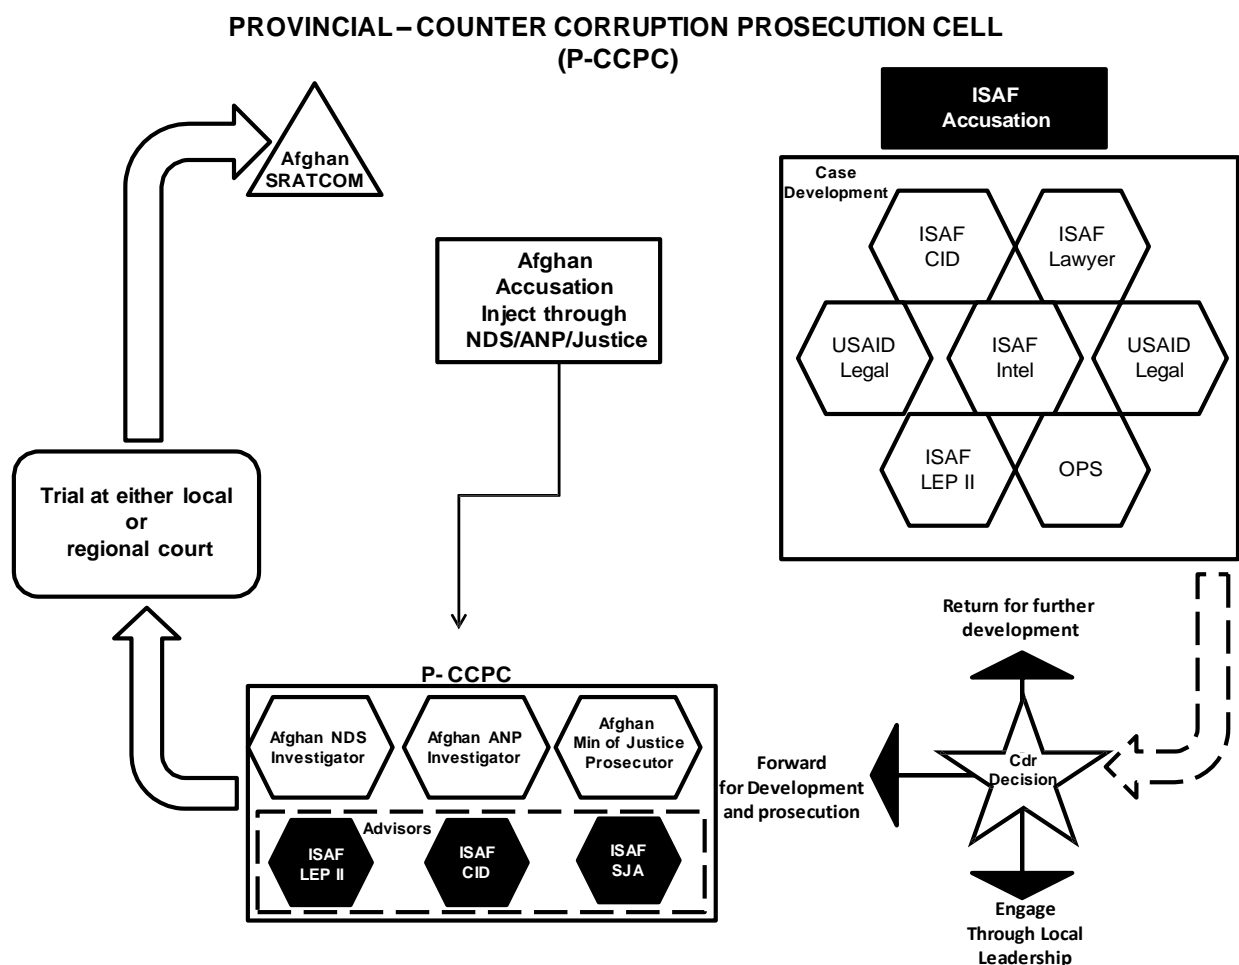 PROVINCIAL – COUNTER CORRUPTION PROSECUTION CELL
(P-CCPC)
ISAF
Accusation
Afghan
SRATCOM
Case
Development
ISAF
CID
ISAF
Lawyer
USAID
Legal
ISAF
Intel
USAID
Legal
ISAF
LEP II
OPS
Afghan
Accusation
Inject through
NDS/ANP/Justice
Trial at either local
or
regional court
Return for further
development
Cdr
Decision
Forward
for Development
and prosecution
Engage
Through Local
Leadership
P- CCPC
Afghan NDS
Investigator
Afghan ANP
Investigator
Afghan
Min of Justice
Prosecutor
Advisors
ISAF
LEP II
ISAF
CID
ISAF
SJA